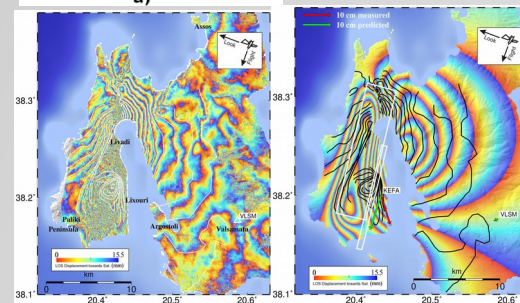 a)
Assos
Look
Flight
38.3˚
Livadi
38.2˚
Lixouri
Paliki
Peninsula
Argostoli
VLSM
Valsamata
0 15.5
LOS Displacement towards Sat. (mm)
km
0 10
38.1˚
20.4˚ 20.5˚ 20.6˚
10 cm measured
10 cm predicted
Look
Flight
38.3˚
38.2˚
KEFA
VLSM
0 15.5
LOS Displacement towards Sat. (mm)
km
0 10
38.1˚
20.4˚ 20.5˚ 20.6˚